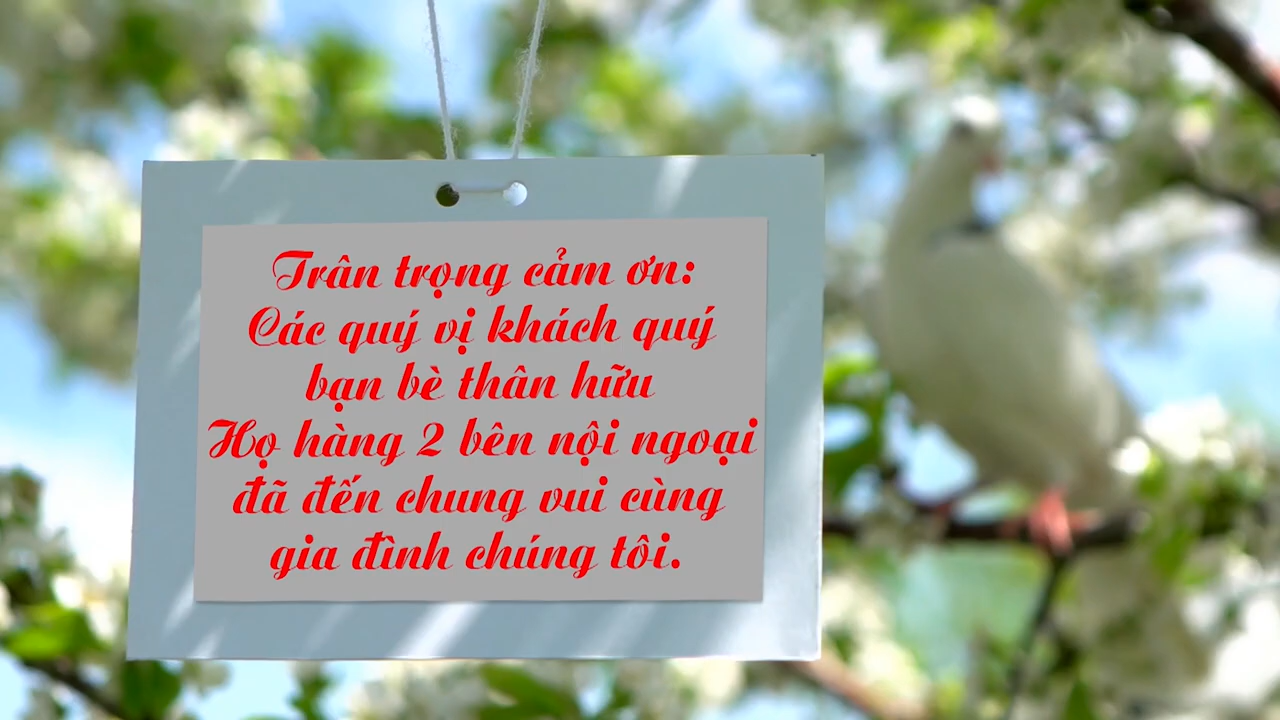 Trân trọng cảm ơn:
Các quý vị khách quý
bạn bè thân hữu
Họ hàng 2 bên nội ngoại
đã đến chung vui cùng
gia đình chúng tôi.